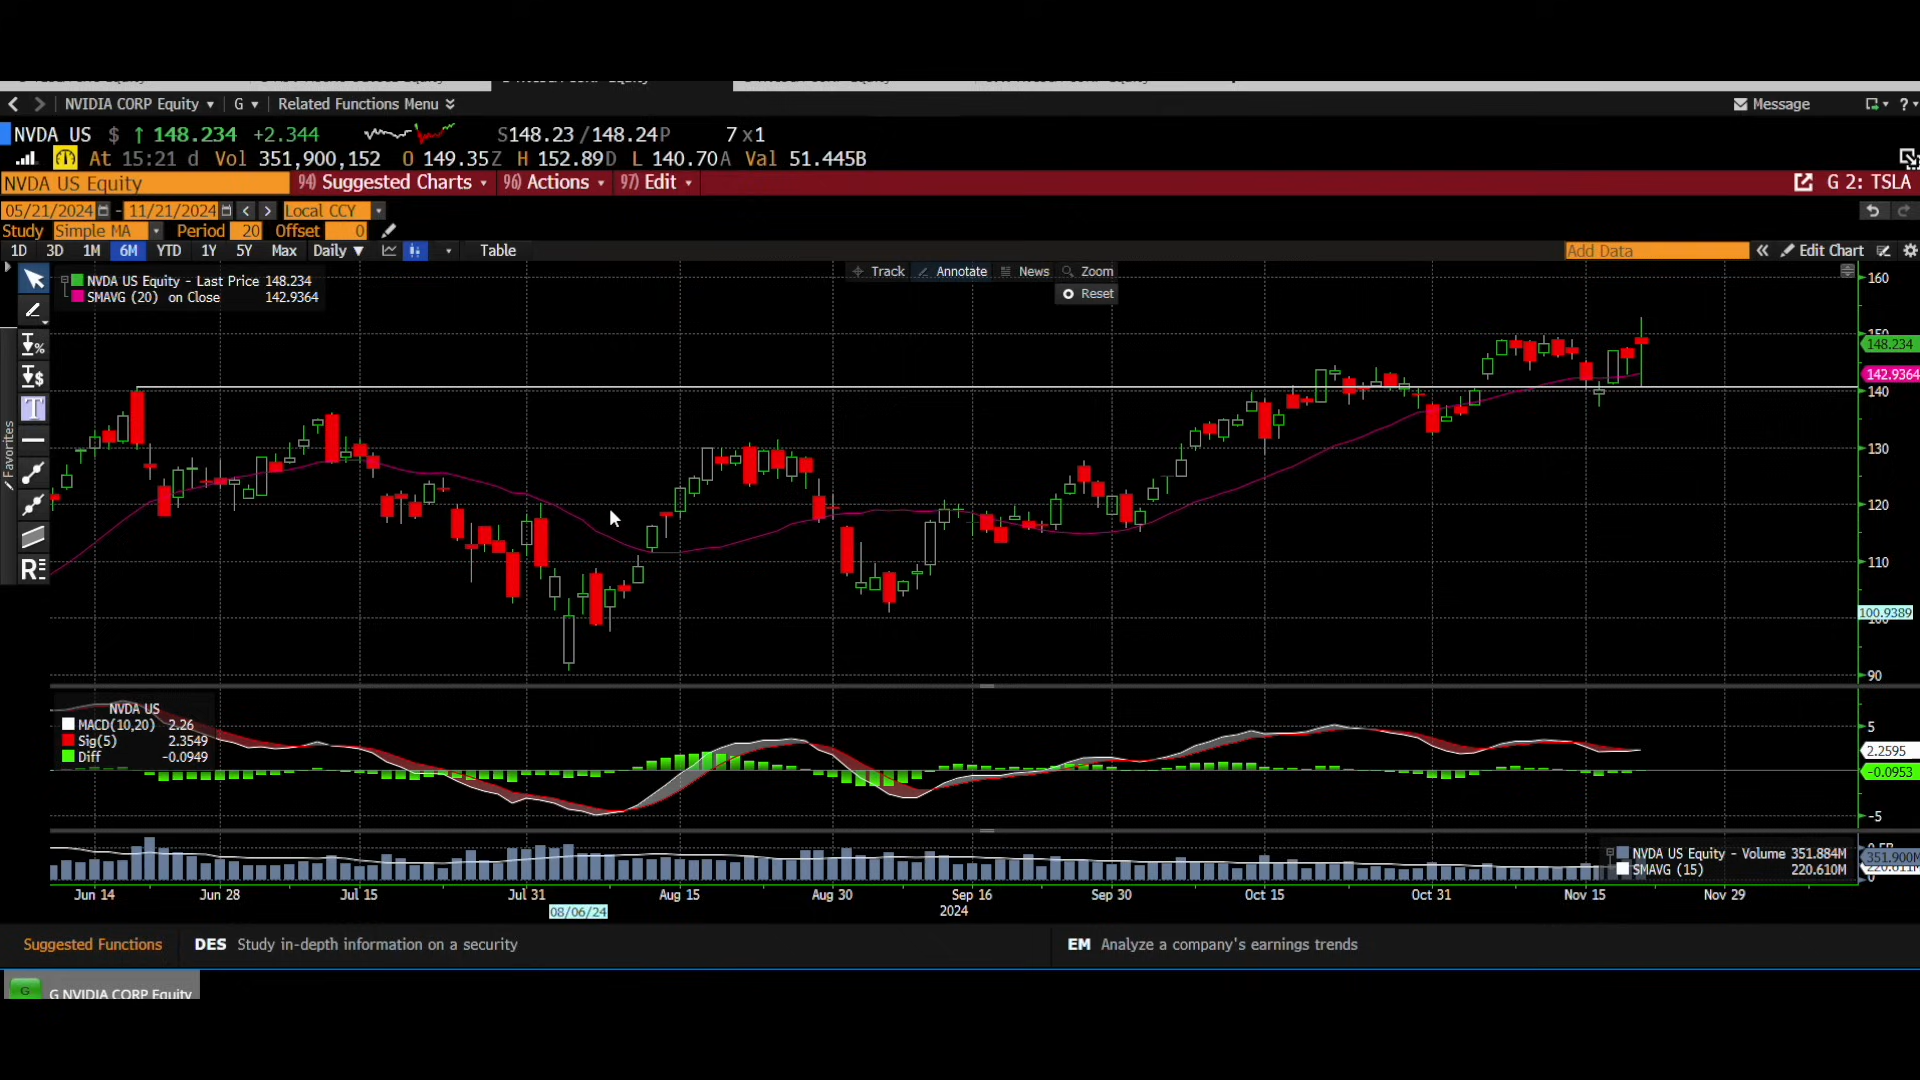 NVIDIA CORP Equity G Related Functions Menu Message ?
NVDA US $ ↑ 148.234 +2.344 S148.23 /148.24P 7 x1
At 15:21 d Vol 351,900,152 O 149.35Z H 152.89D L 140.70A Val 51.445B
NVDA US Equity 94) Suggested Charts 96) Actions 97) Edit G 2: TSLA
05/21/2024 - 11/21/2024 Local CCY
Study Simple MA Period 20 Offset 0
1D 3D 1M 6M YTD 1Y 5Y Max Daily ▼ Table Add Data « Edit Chart
Track Annotate News Zoom
Reset
NVDA US Equity - Last Price 148.234
SMAVG (20) on Close 142.9364
Favorites
T
R
160
150
148.234
142.9364
140
130
120
110
100.9389
100
90
NVDA US
MACD(10,20) 2.26
Sig(5) 2.3549
Diff -0.0949
5
2.2595
-0.0953
-5
NVDA US Equity - Volume 351.884M
SMAVG (15) 220.610M
351.900M
0
Jun 14 Jun 28 Jul 15 Jul 31 Aug 15 Aug 30 Sep 16 Sep 30 Oct 15 Oct 31 Nov 15 Nov 29
08/06/24 2024
Suggested Functions DES Study in-depth information on a security EM Analyze a company's earnings trends
G G NVIDIA CORP Equity